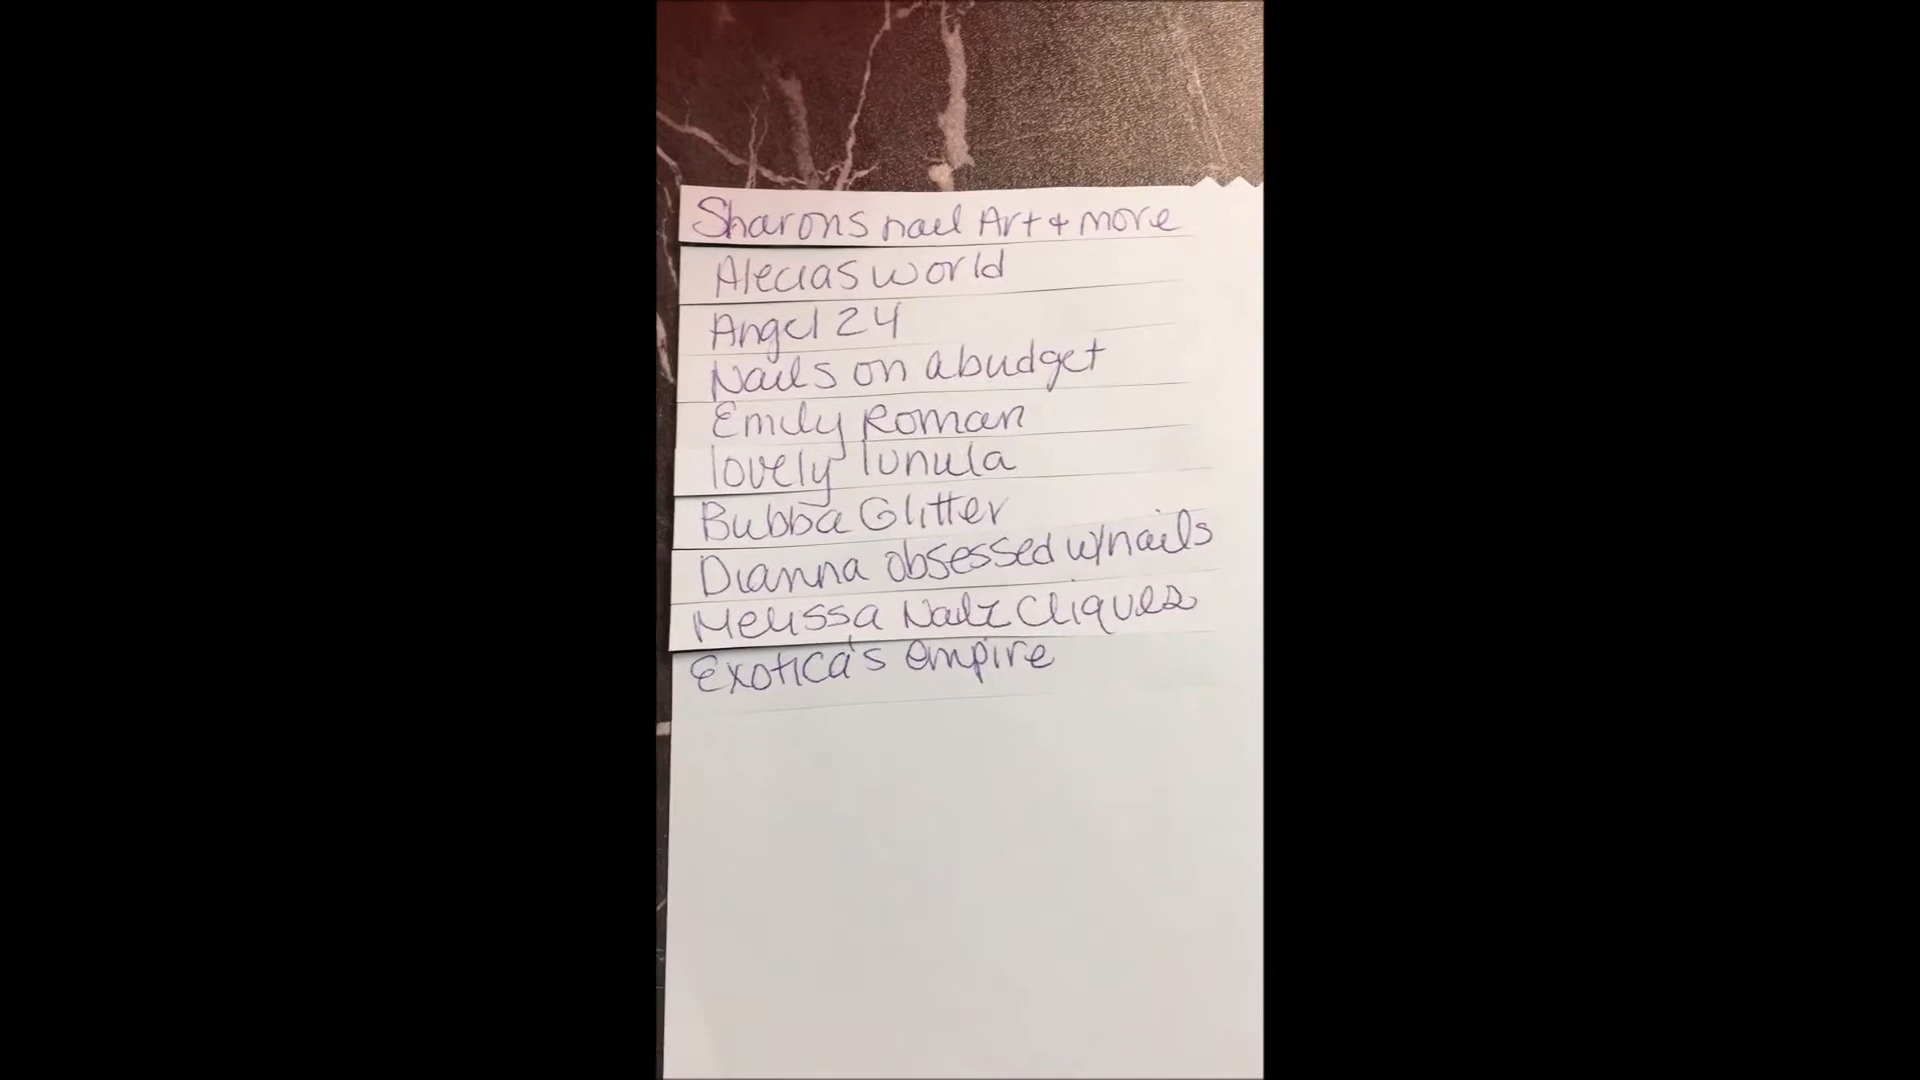 Sharons nail Art & more
Alecias world
Angel 24
Nails on a budget
Emily Roman
lovely lunula
Bubba Glitter
Dianna obsessed w/nails
Melissa Nailz Cliques
Exotica's empire